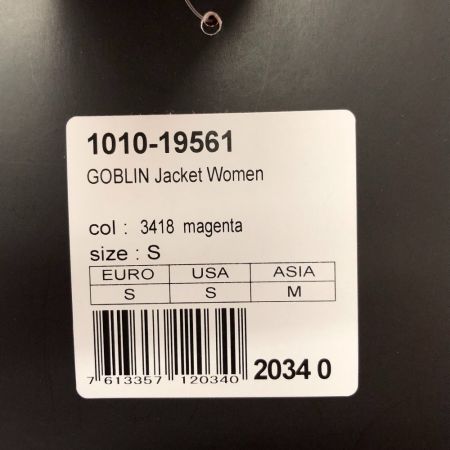 1010-19561
GOBLIN Jacket Women
col : 3418 magenta
size : S
EURO USA ASIA
S S M
7 613357 120340
2034 0